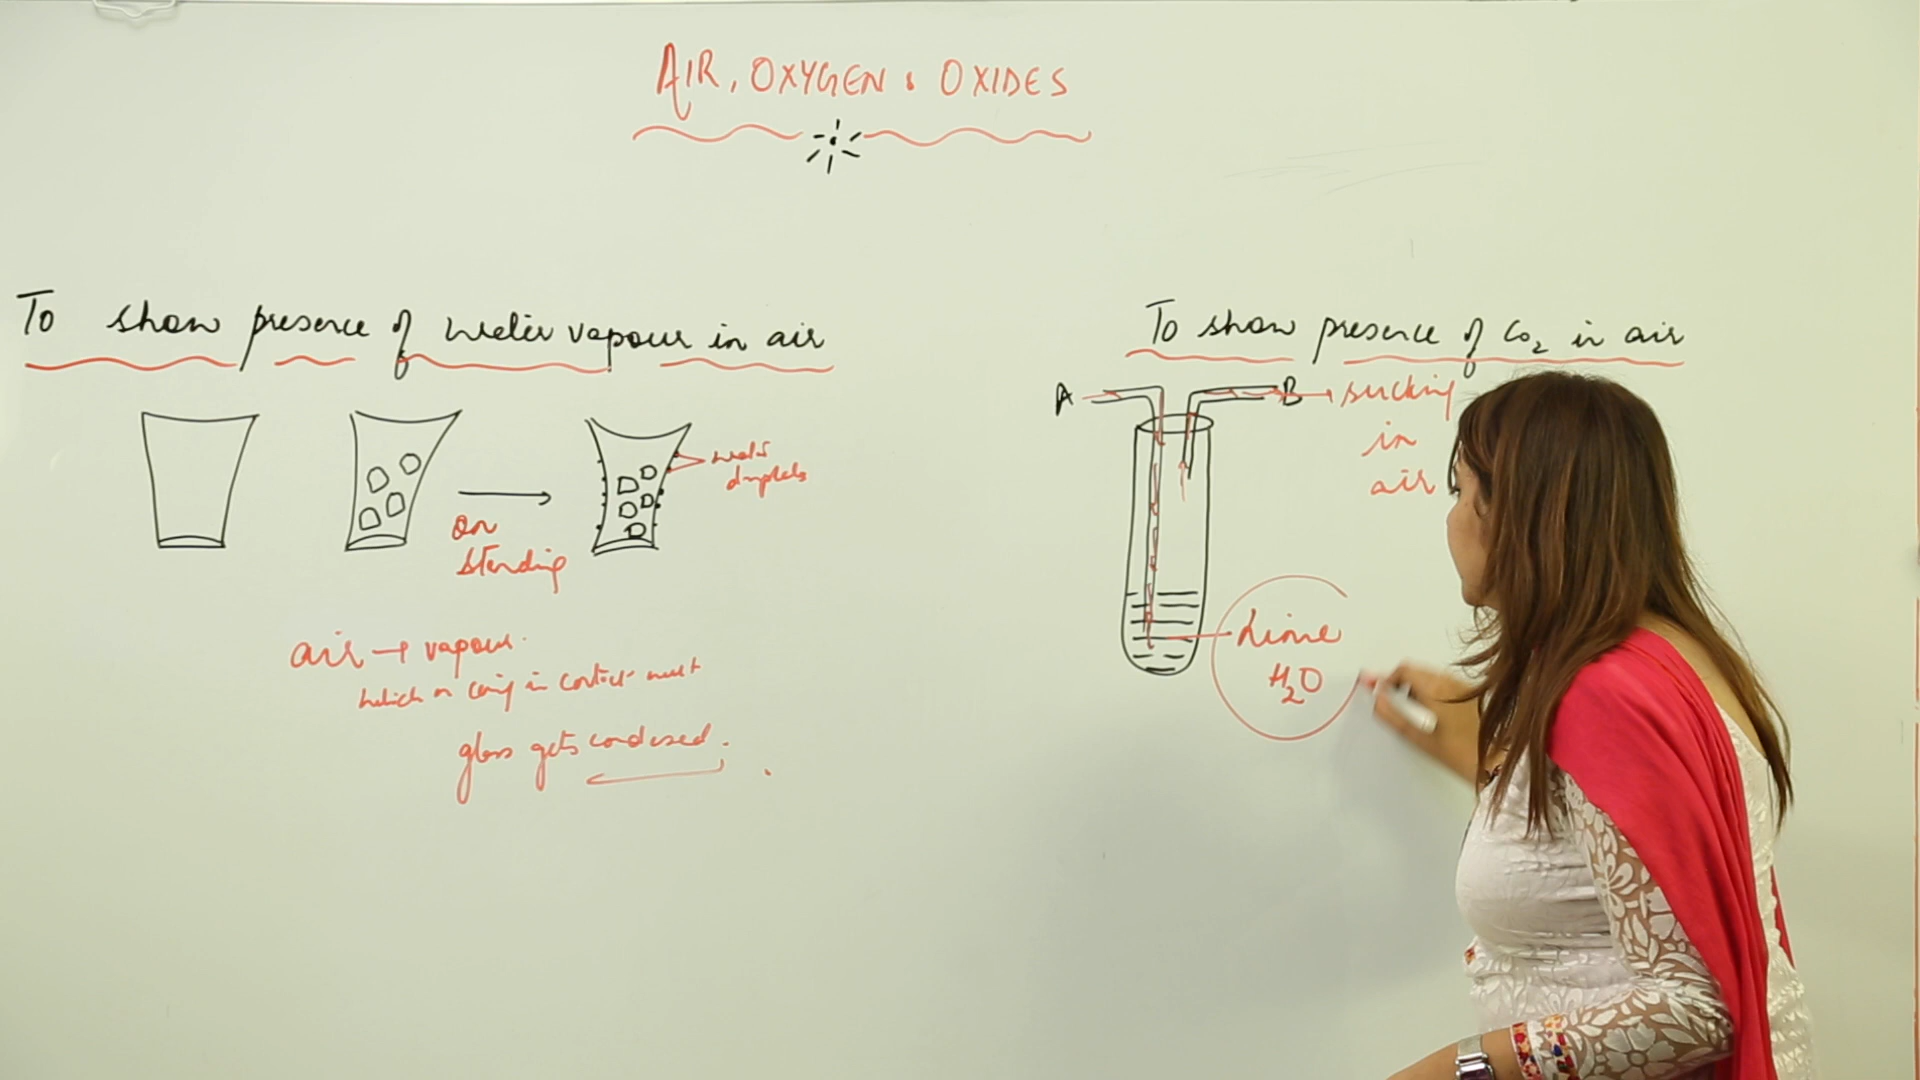 AIR, OXYGEN & OXIDES
To show presence of water vapour in air
water
droplets
On
standing
air → vapour.
which on coming in contact with
glass gets condensed.
To show presence of CO2 in air
A
B → sucking
in
air
Lime
H2O